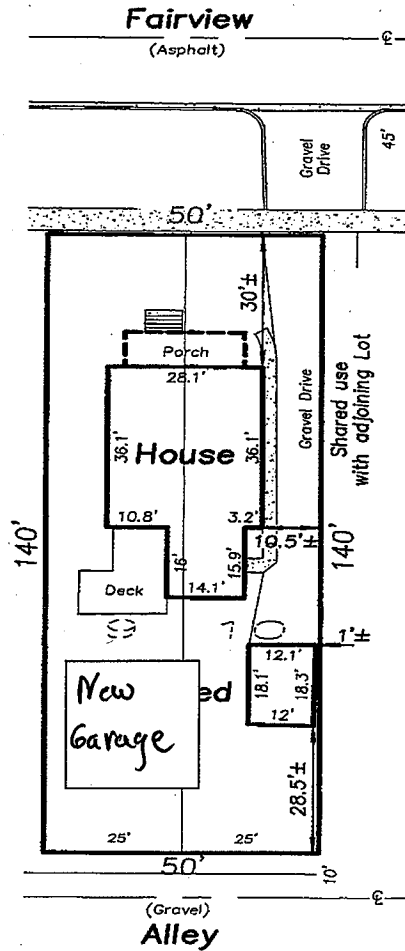 Fairview
(Asphalt)
℄
Gravel
Drive
45'
50'
30'±
Porch
28.1'
36.1'
House
36.1'
Gravel Drive
Shared use
with adjoining Lot
10.8'
3.2'
10.5'±
140'
140'
16'
15.9'
14.1'
Deck
1'±
12.1'
New
Garage
ed
18.1'
18.3'
12'
28.5'±
25'
25'
50'
10'
(Gravel)
℄
Alley